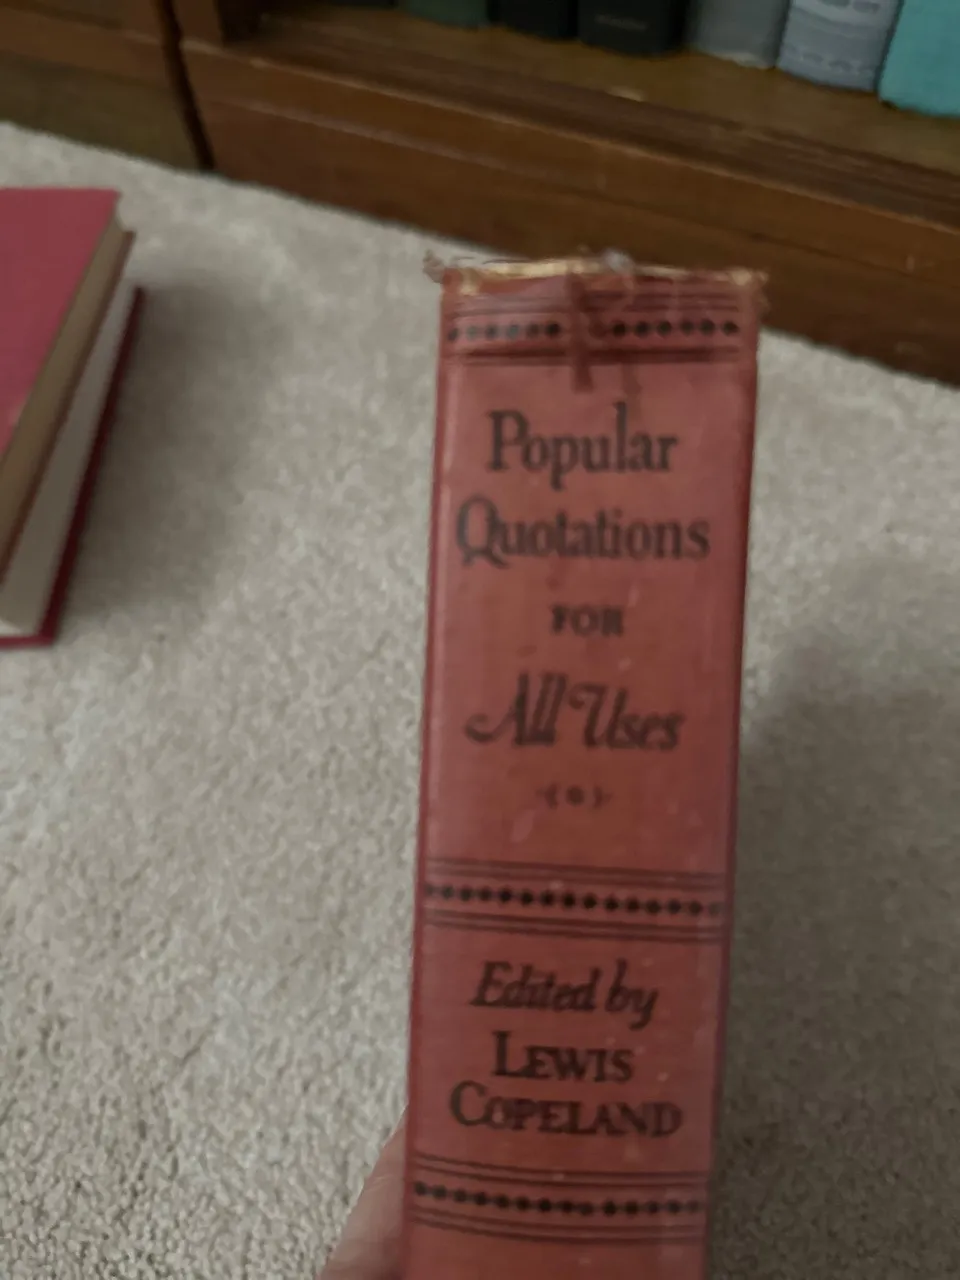 Popular
Quotations
FOR
All Uses
Edited by
LEWIS
COPELAND